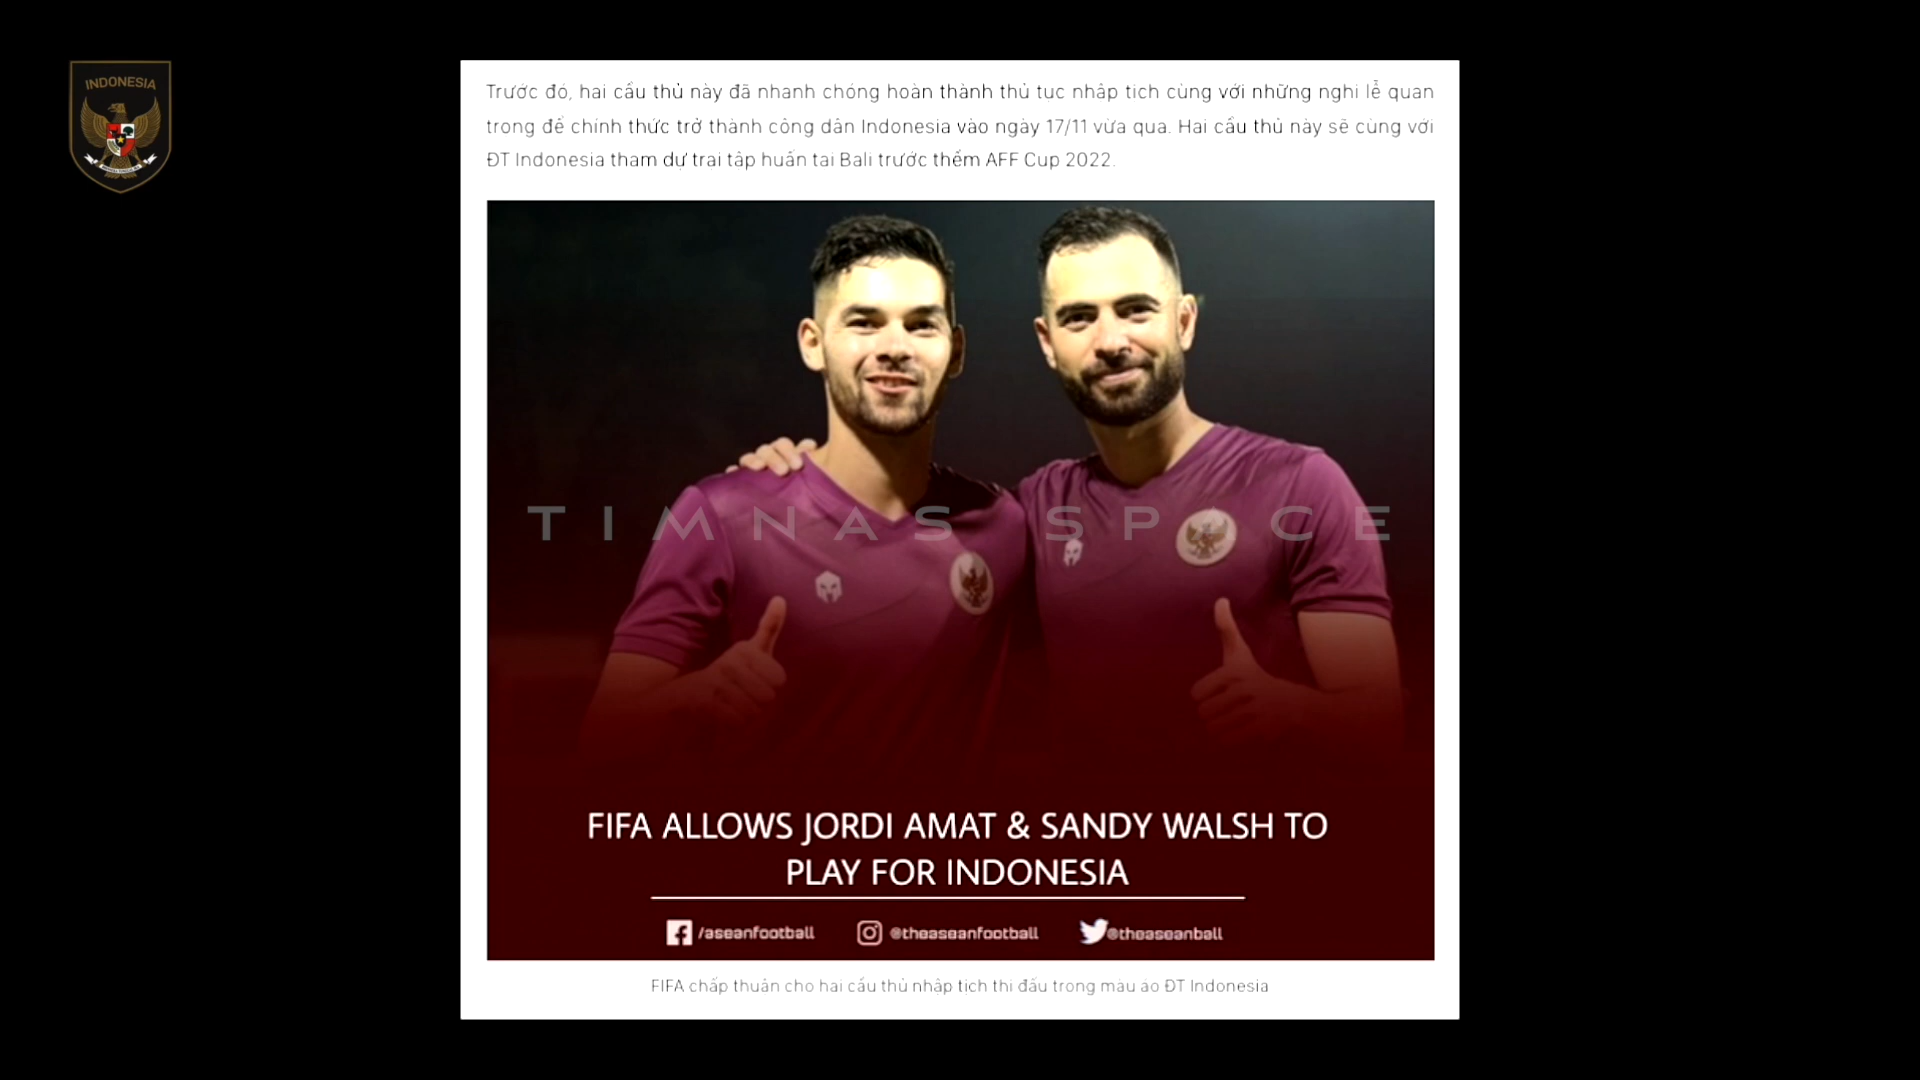 INDONESIA
Trước đó, hai cầu thủ này đã nhanh chóng hoàn thành thủ tục nhập tịch cùng với những nghi lễ quan
trọng để chính thức trở thành công dân Indonesia vào ngày 17/11 vừa qua. Hai cầu thủ này sẽ cùng với
ĐT Indonesia tham dự trại tập huấn tại Bali trước thềm AFF Cup 2022.
TIMNAS SP CE
FIFA ALLOWS JORDI AMAT & SANDY WALSH TO
PLAY FOR INDONESIA
/aseanfootball @theaseanfootball @theaseanball
FIFA chấp thuận cho hai cầu thủ nhập tịch thi đấu trong màu áo ĐT Indonesia